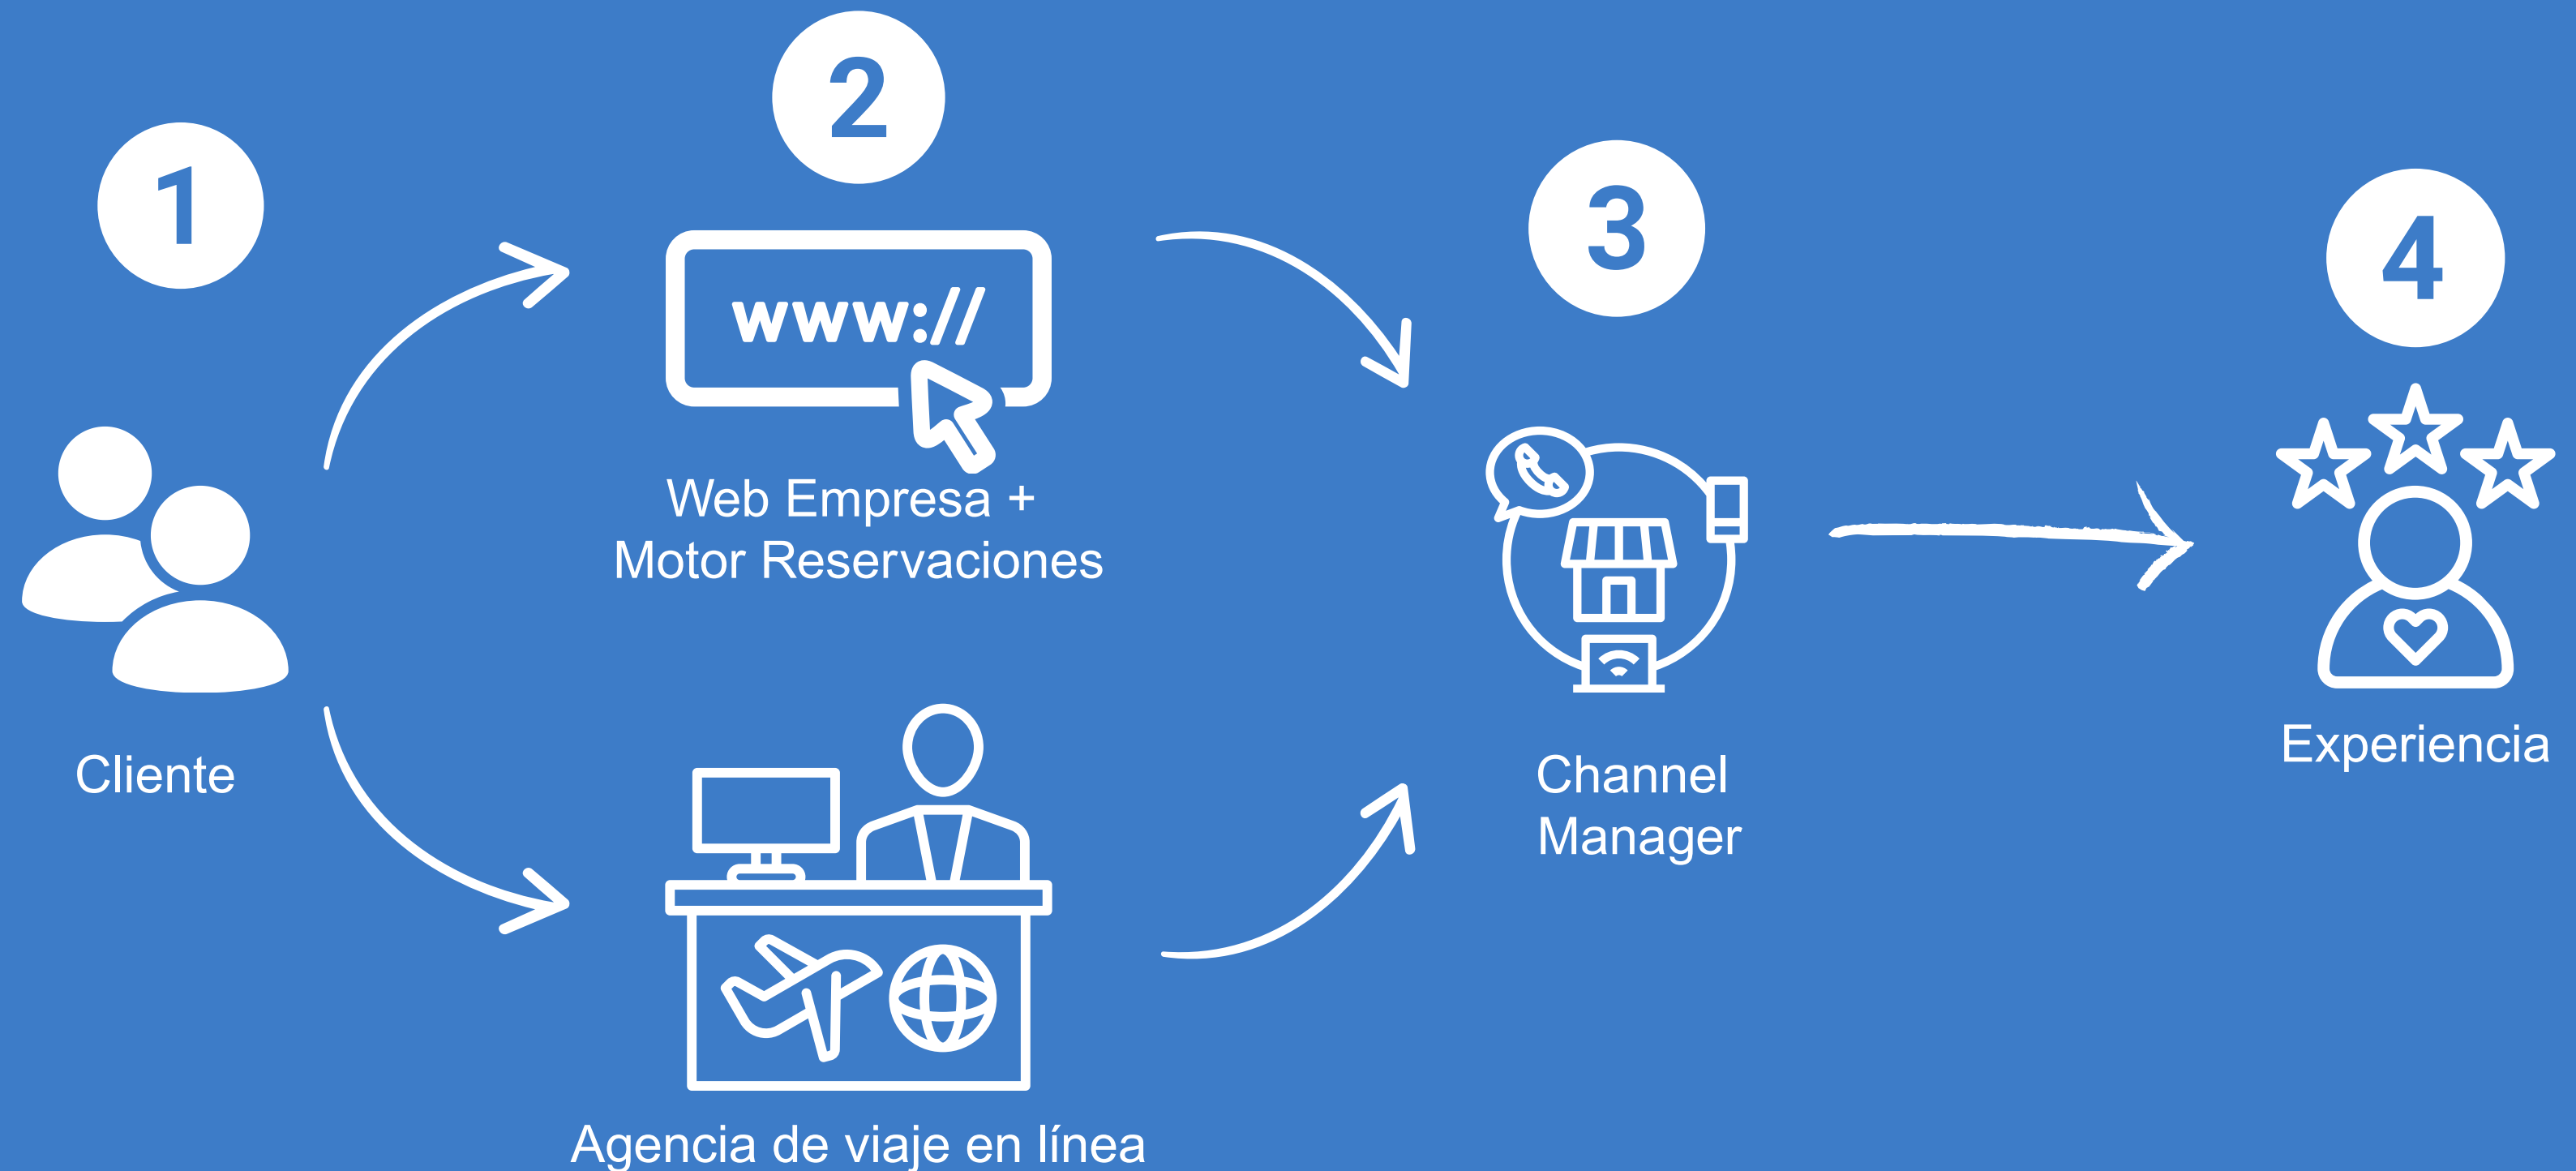 1
Cliente
2
www://
Web Empresa +
Motor Reservaciones
Agencia de viaje en línea
3
Channel
Manager
4
Experiencia